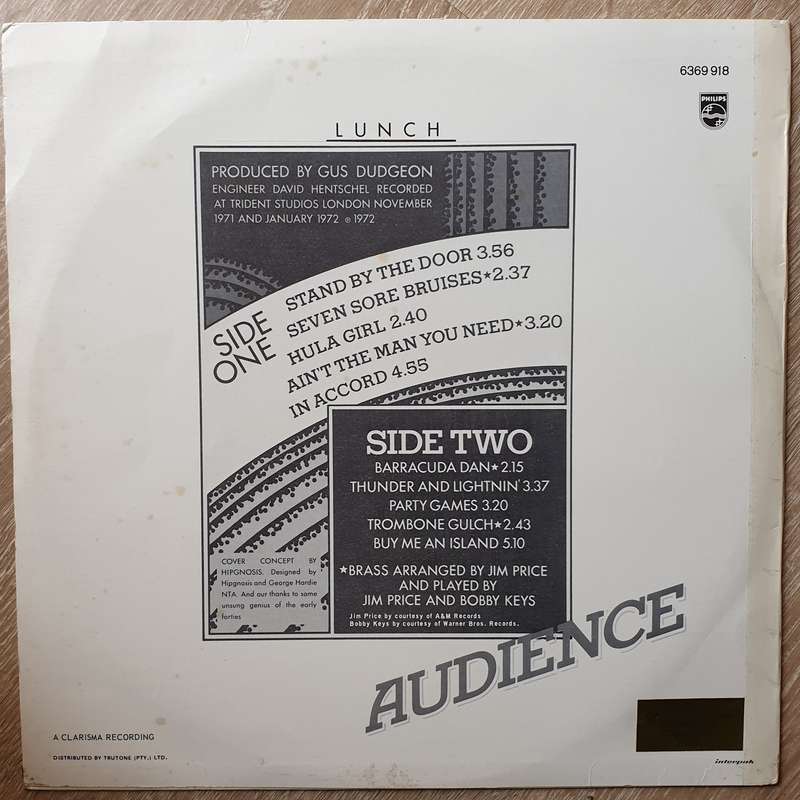 6369 918
PHILIPS
LUNCH
PRODUCED BY GUS DUDGEON
ENGINEER DAVID HENTSCHEL RECORDED
AT TRIDENT STUDIOS LONDON NOVEMBER
1971 AND JANUARY 1972 ℗ 1972
SIDE
ONE
STAND BY THE DOOR 3.56
SEVEN SORE BRUISES★2.37
HULA GIRL 2.40
AIN'T THE MAN YOU NEED★3.20
IN ACCORD 4.55
SIDE TWO
BARRACUDA DAN★2.15
THUNDER AND LIGHTNIN' 3.37
PARTY GAMES 3.20
TROMBONE GULCH★2.43
BUY ME AN ISLAND 5.10
★BRASS ARRANGED BY JIM PRICE
AND PLAYED BY
JIM PRICE AND BOBBY KEYS
Jim Price by courtesy of A&M Records
Bobby Keys by courtesy of Warner Bros. Records.
COVER CONCEPT BY
HIPGNOSIS. Designed by
Hipgnosis and George Hardie
NTA. And our thanks to some
unsung genius of the early
forties
AUDIENCE
A CLARISMA RECORDING
DISTRIBUTED BY TRUTONE (PTY.) LTD.
interpak